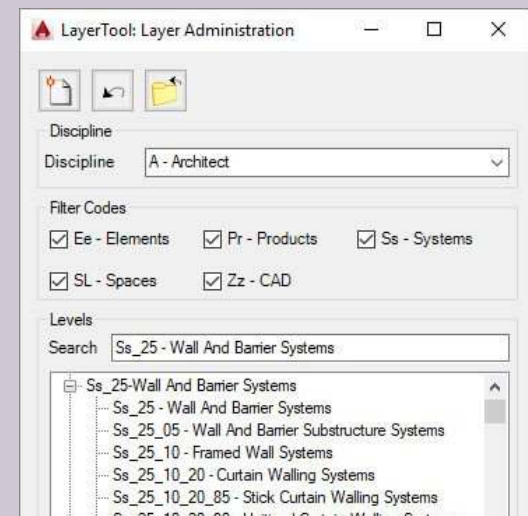 LayerTool: Layer Administration
Discipline
Discipline A - Architect
Filter Codes
Ee - Elements Pr - Products Ss - Systems
SL - Spaces Zz - CAD
Levels
Search Ss_25 - Wall And Barrier Systems
Ss_25-Wall And Barrier Systems
Ss_25 - Wall And Barrier Systems
Ss_25_05 - Wall And Barrier Substructure Systems
Ss_25_10 - Framed Wall Systems
Ss_25_10_20 - Curtain Walling Systems
Ss_25_10_20_85 - Stick Curtain Walling Systems